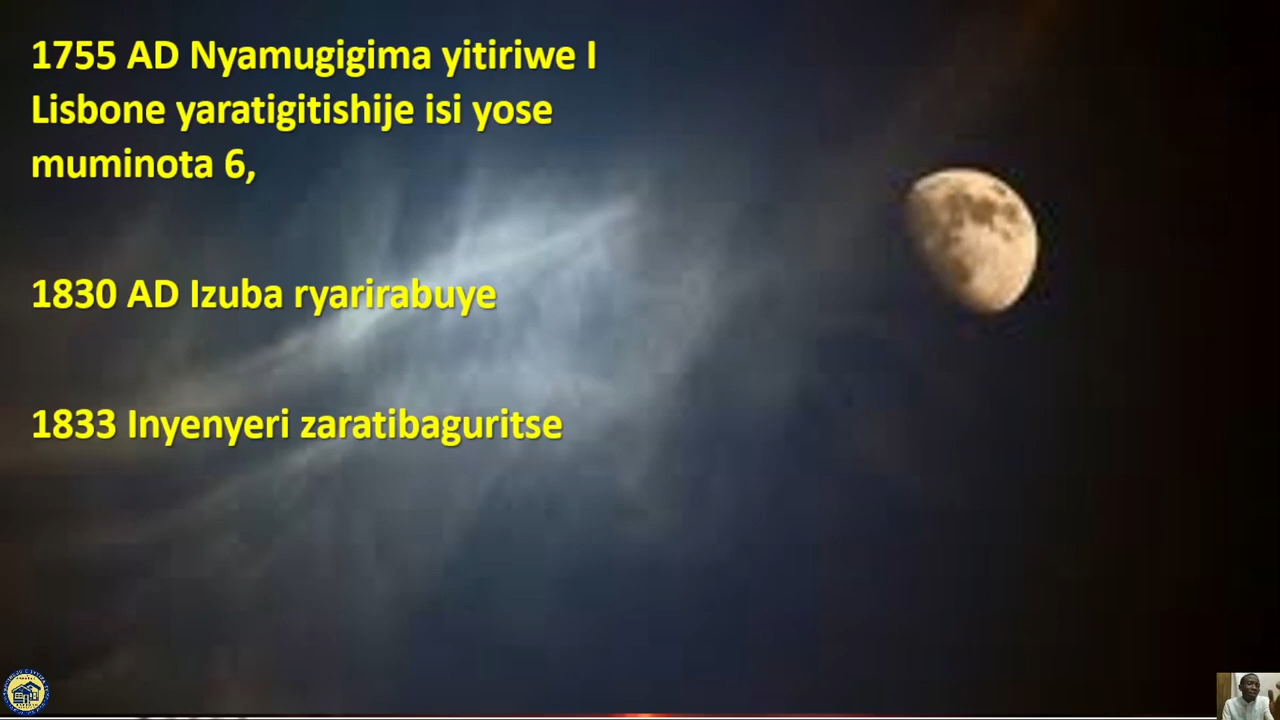 1755 AD Nyamugigima yitiriwe I
Lisbone yaratigitishije isi yose
muminota 6,
1830 AD Izuba ryarirabuye
1833 Inyenyeri zaratibaguritse